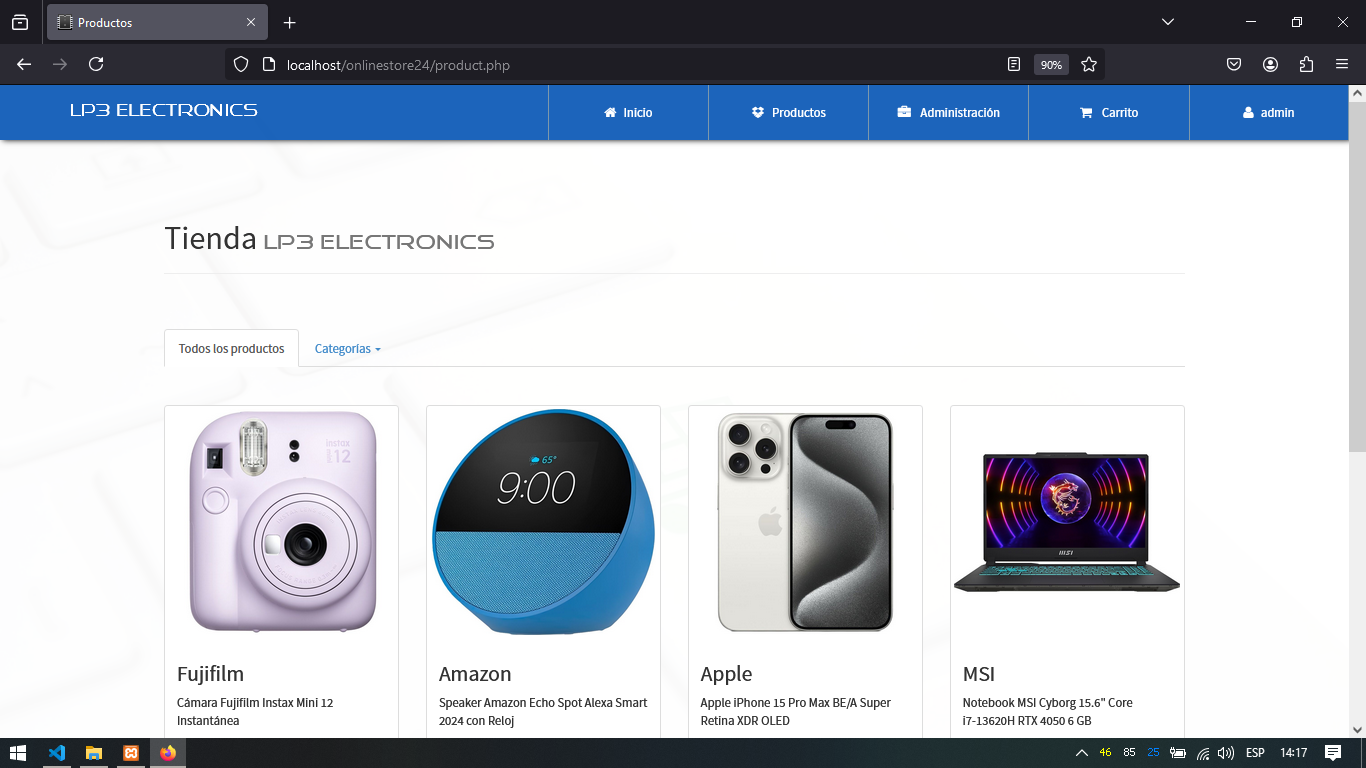 Productos
localhost/onlinestore24/product.php
90%
LP3 ELECTRONICS
Inicio
Productos
Administración
Carrito
admin
Tienda LP3 ELECTRONICS
Todos los productos
Categorías
instax
mini 12
65°
9:00
msi
Fujifilm
Cámara Fujifilm Instax Mini 12
Instantánea
Amazon
Speaker Amazon Echo Spot Alexa Smart
2024 con Reloj
Apple
Apple iPhone 15 Pro Max BE/A Super
Retina XDR OLED
MSI
Notebook MSI Cyborg 15.6" Core
i7-13620H RTX 4050 6 GB
46
85
25
ESP
14:17